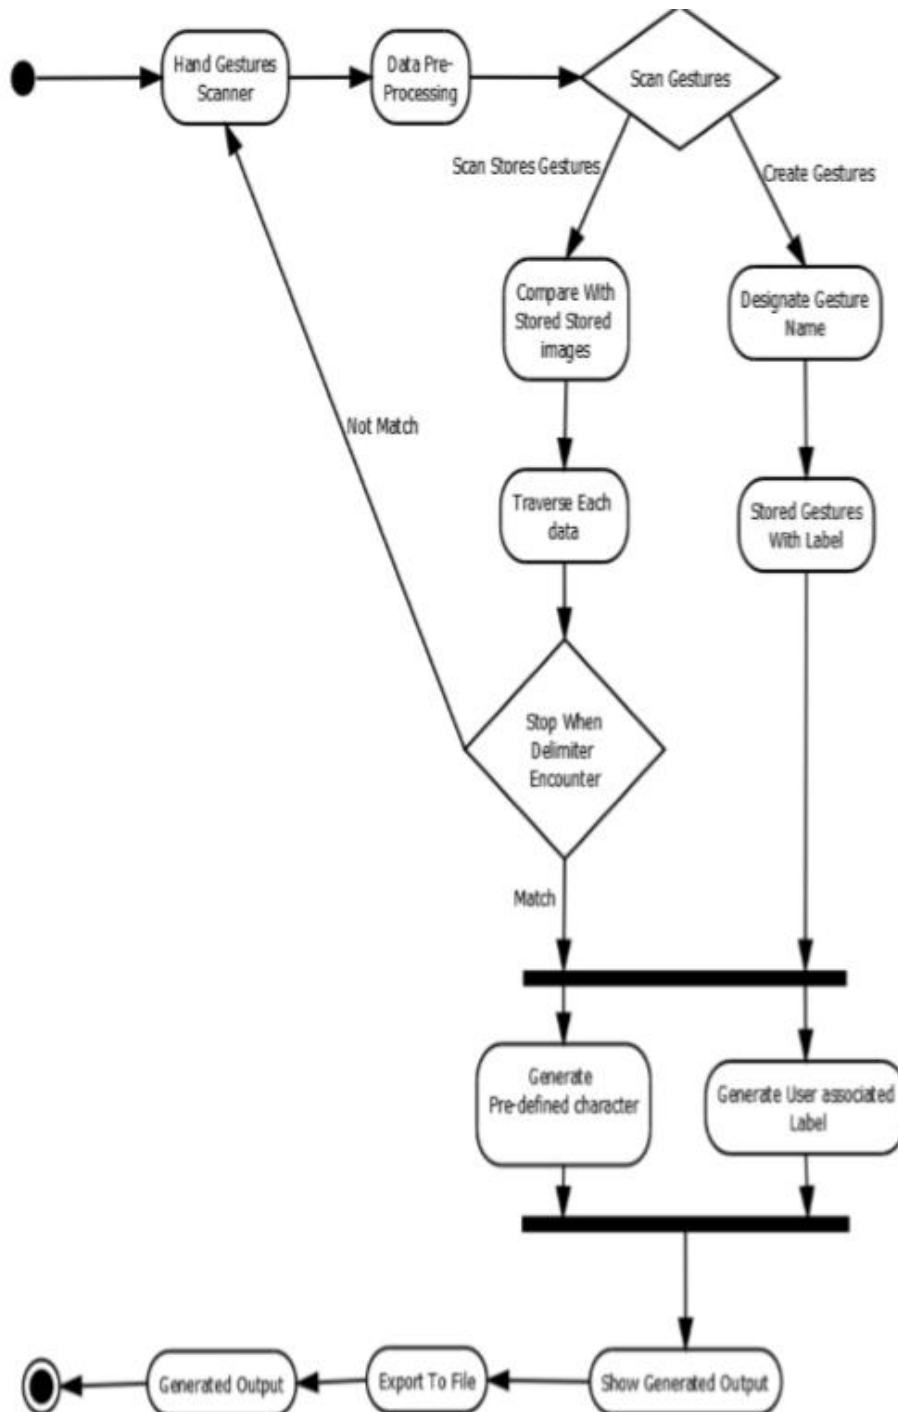 Hand Gestures
Scanner
Data Pre-
Processing
Scan Gestures
Scan Stores Gestures
Create Gestures
Compare With
Stored Stored
images
Designate Gesture
Name
Not Match
Traverse Each
data
Stored Gestures
With Label
Stop When
Delimiter
Encounter
Match
Generate
Pre-defined character
Generate User associated
Label
Generated Output
Export To File
Show Generated Output